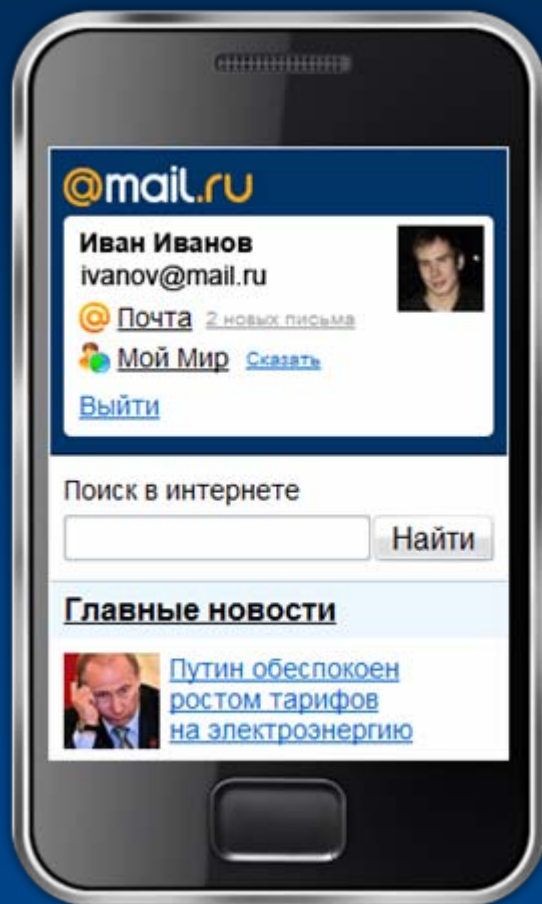 @mail.ru
Иван Иванов
ivanov@mail.ru
Почта 2 новых письма
Мой Мир Сказать
Выйти
Поиск в интернете
Найти
Главные новости
Путин обеспокоен
ростом тарифов
на электроэнергию